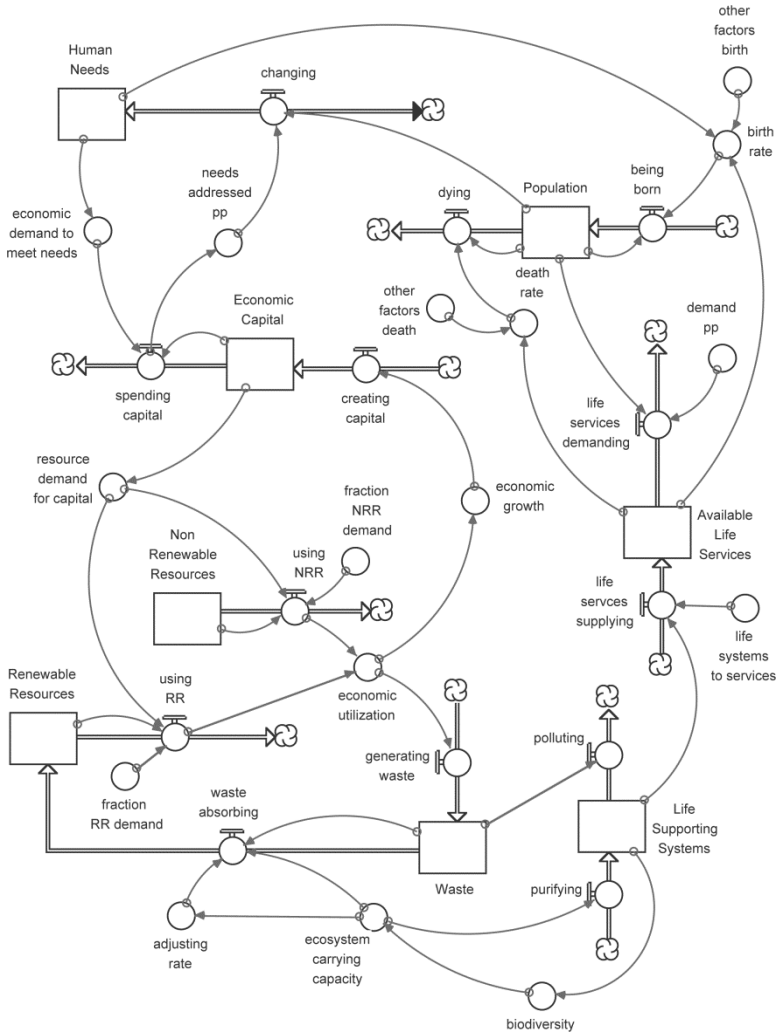 other
factors
birth
Human
Needs
changing
birth
rate
needs
addressed
pp
Population
being
born
dying
economic
demand to
meet needs
death
rate
Economic
Capital
other
factors
death
demand
pp
spending
capital
creating
capital
life
services
demanding
resource
demand
for capital
fraction
NRR
demand
economic
growth
Non
Renewable
Resources
using
NRR
Available
Life
Services
life
servces
supplying
life
systems
to services
Renewable
Resources
using
RR
economic
utilization
generating
waste
polluting
fraction
RR demand
waste
absorbing
Life
Supporting
Systems
Waste
purifying
adjusting
rate
ecosystem
carrying
capacity
biodiversity